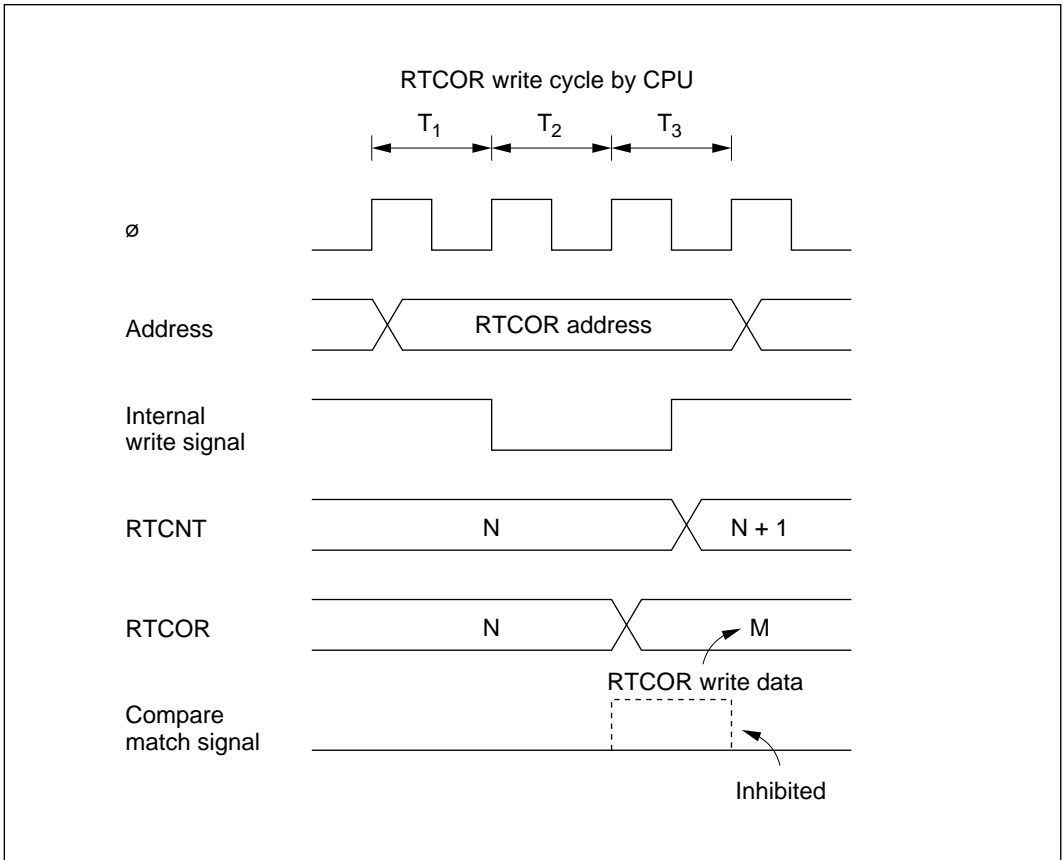 RTCOR write cycle by CPU
T1 T2 T3
ø
Address RTCOR address
Internal
write signal
RTCNT N N + 1
RTCOR N M
RTCOR write data
Compare
match signal
Inhibited